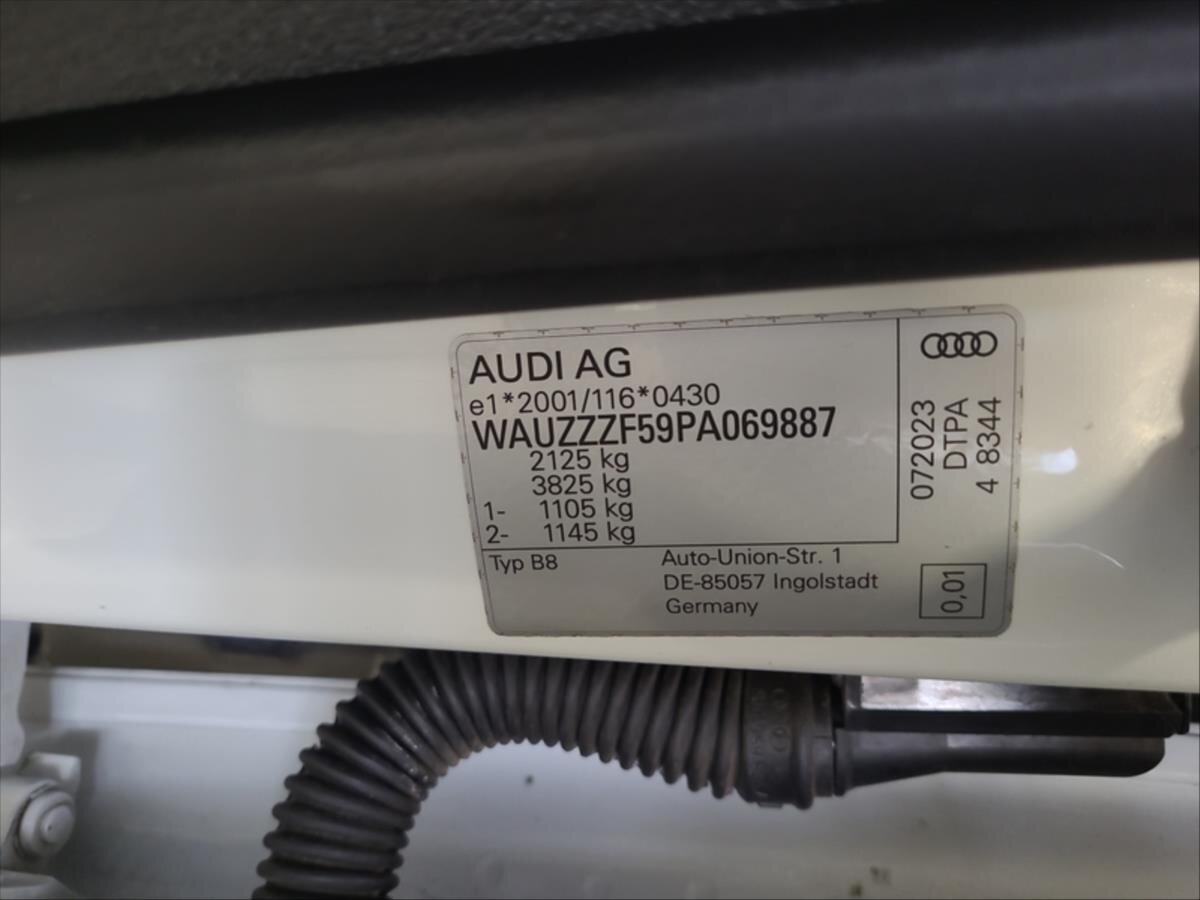 AUDI AG
e1*2001/116*0430
WAUZZZF59PA069887
2125 kg
3825 kg
1- 1105 kg
2- 1145 kg
Typ B8
Auto-Union-Str. 1
DE-85057 Ingolstadt
Germany
072023
DTPA
4 8344
0,01